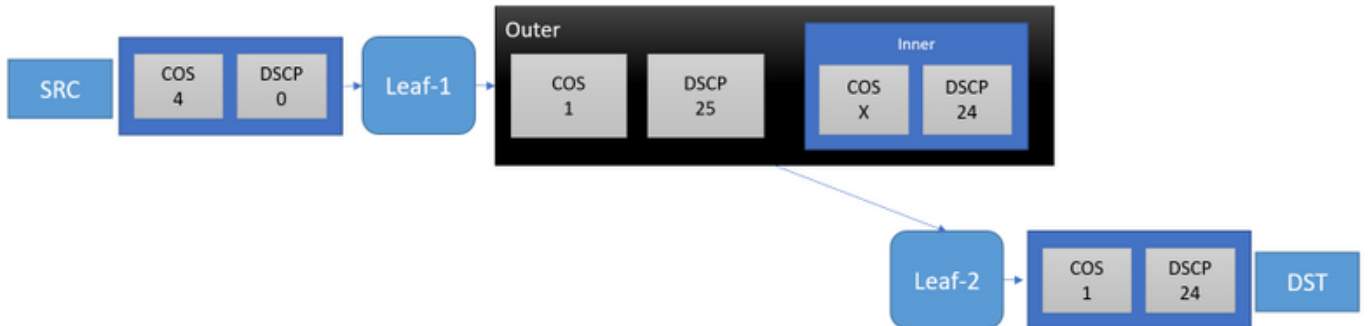 SRC
COS
4
DSCP
0
Leaf-1
Outer
COS
1
DSCP
25
Inner
COS
X
DSCP
24
Leaf-2
COS
1
DSCP
24
DST